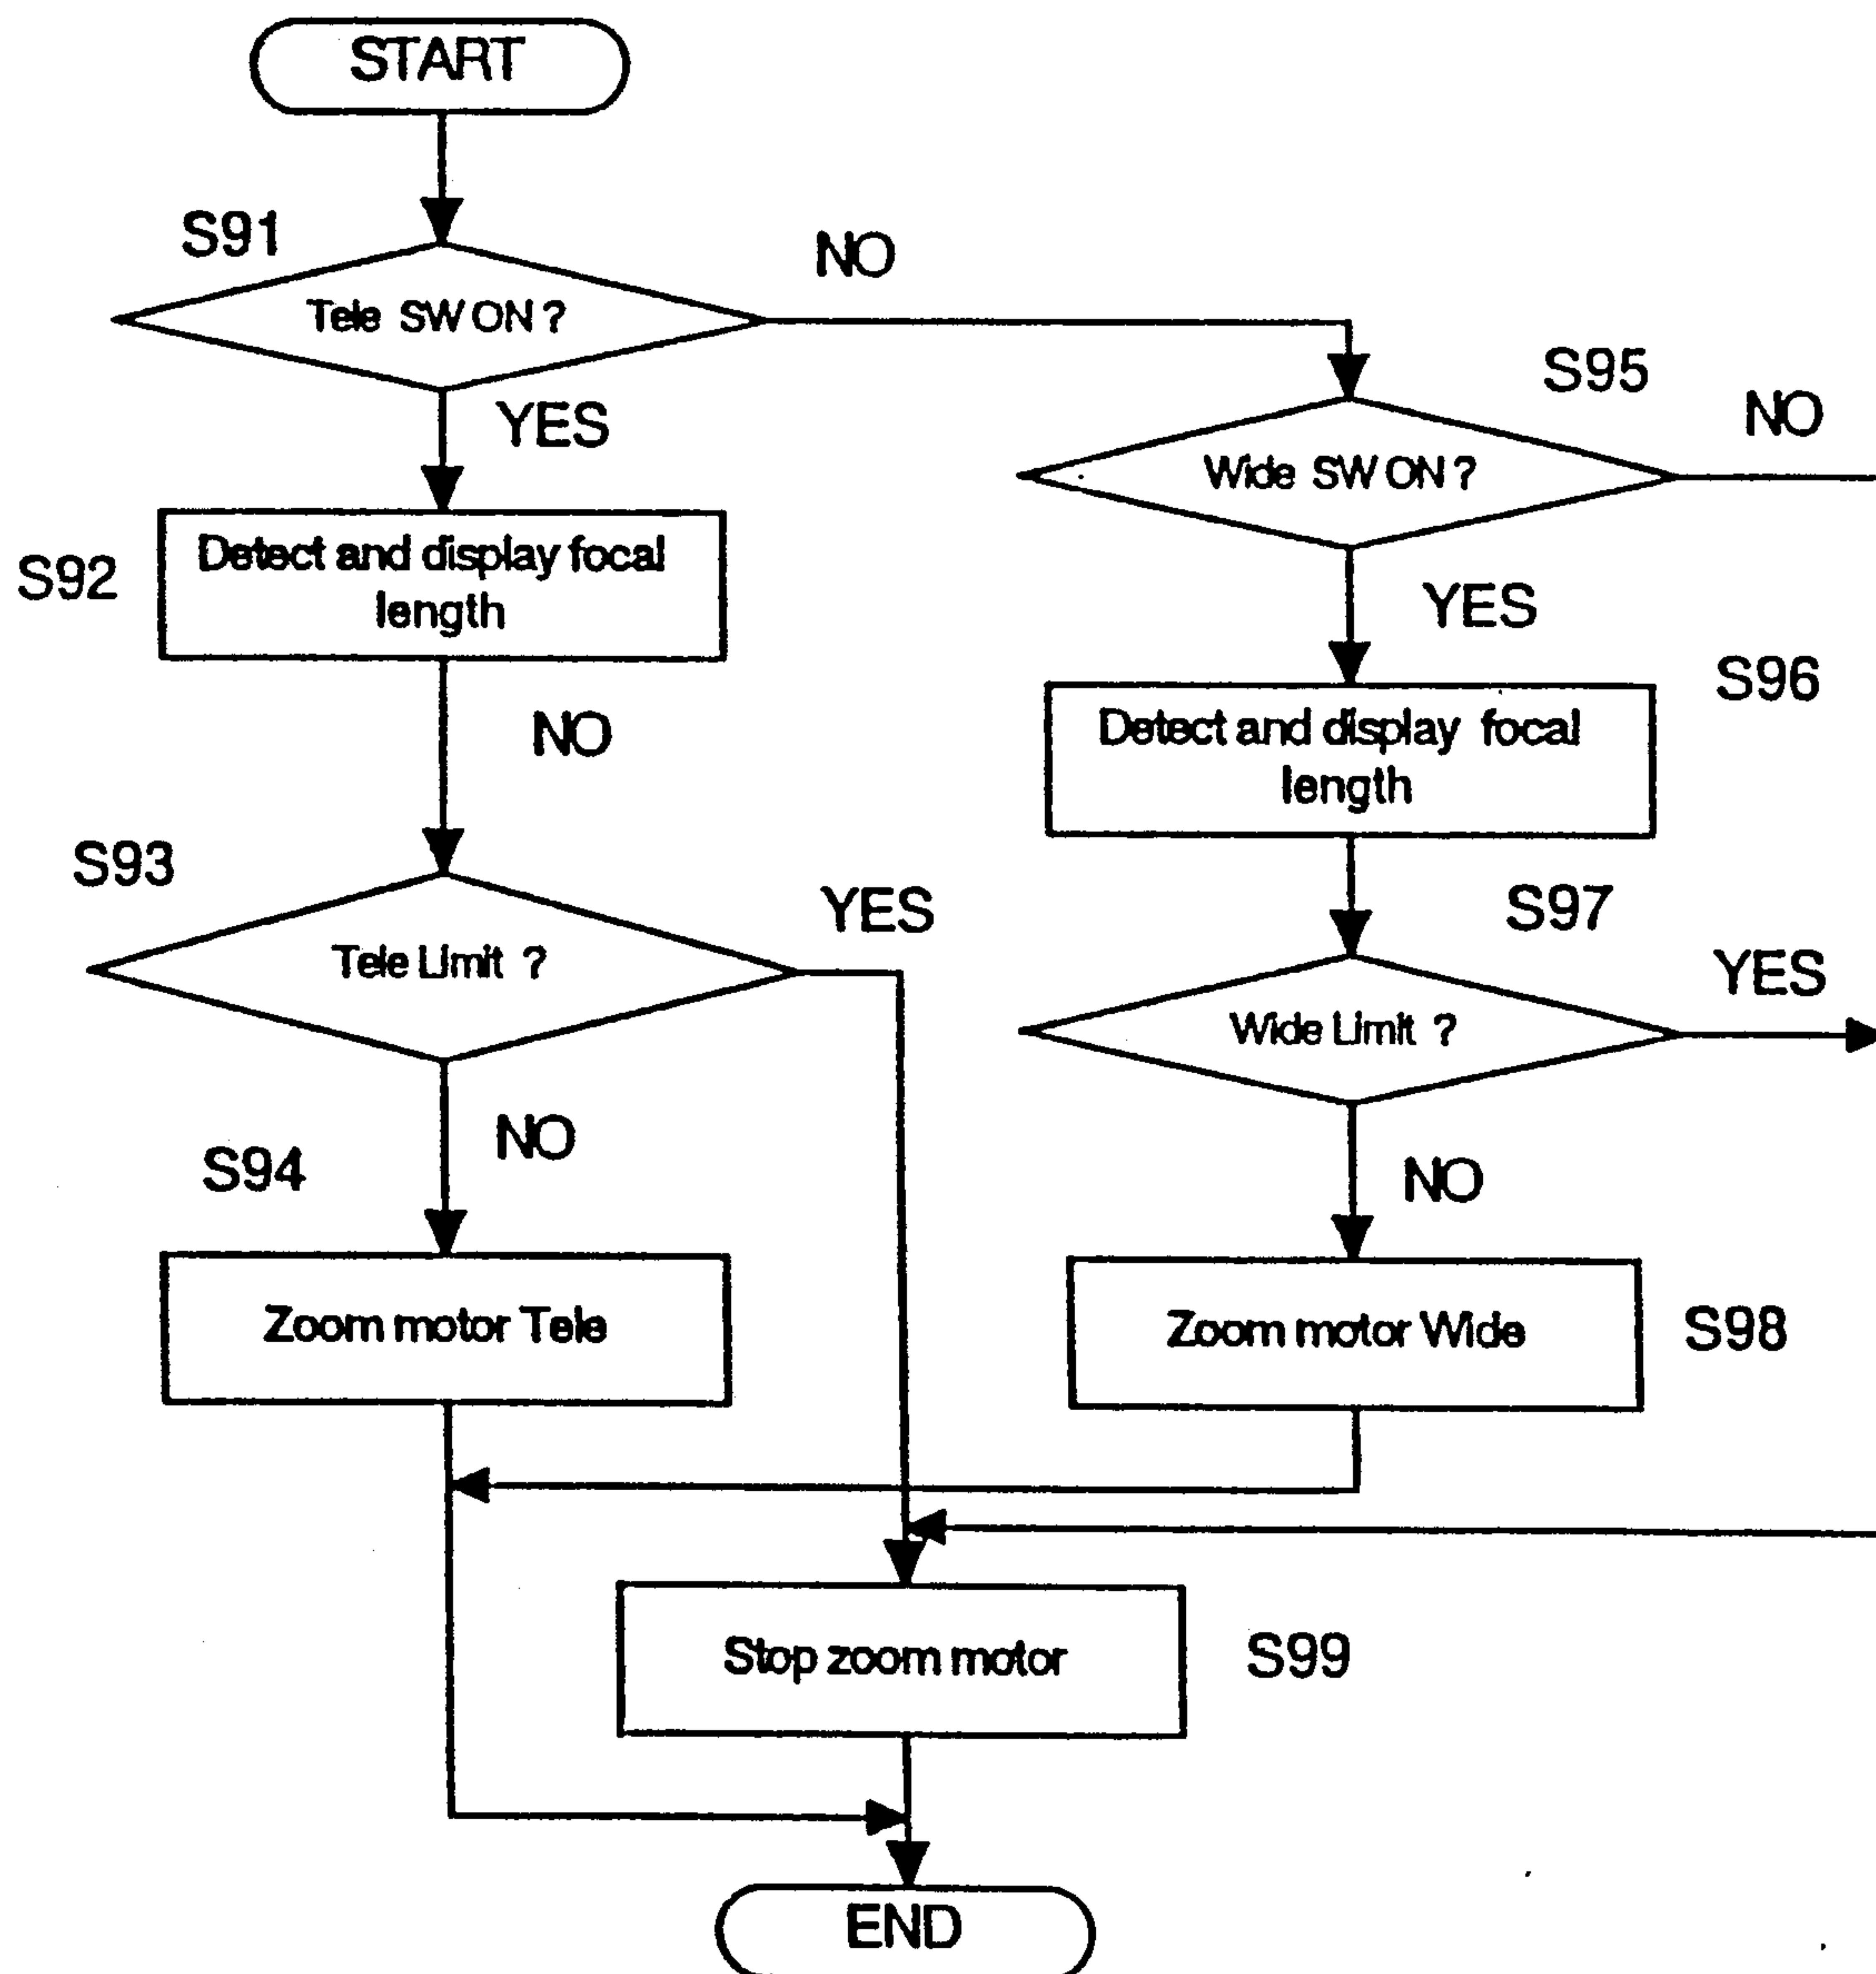 START
S91
NO
Tele SW ON ?
S95
NO
YES
Wide SW ON ?
S92
Detect and display focal
length
YES
S96
NO
Detect and display focal
length
S93
YES
S97
Tele Limit ?
YES
Wide Limit ?
NO
S94
NO
Zoom motor Tele
Zoom motor Wide
S98
Stop zoom motor
S99
END